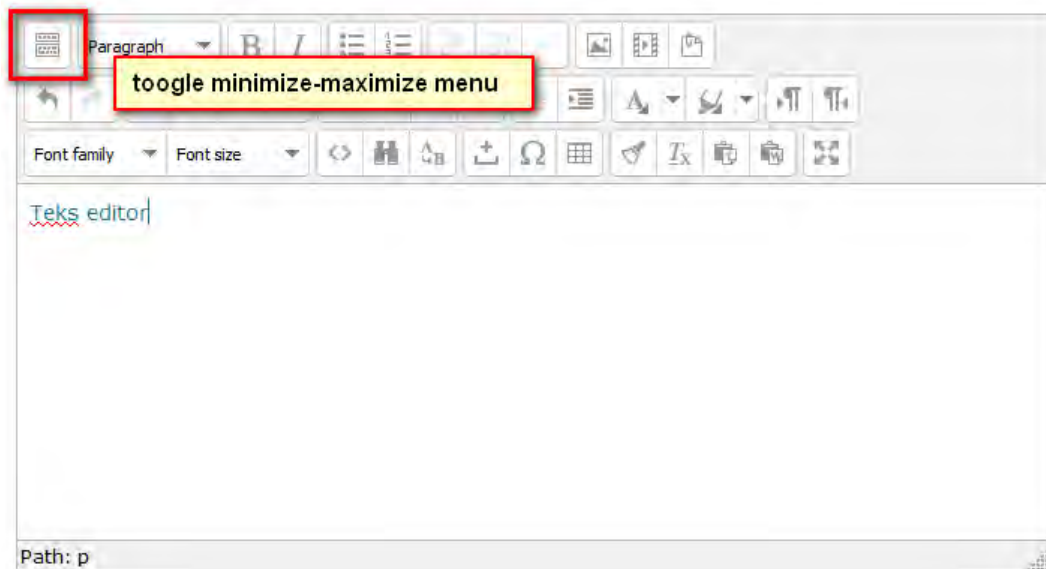 Paragraph
toogle minimize-maximize menu
Font family Font size
Teks editor
Path: p